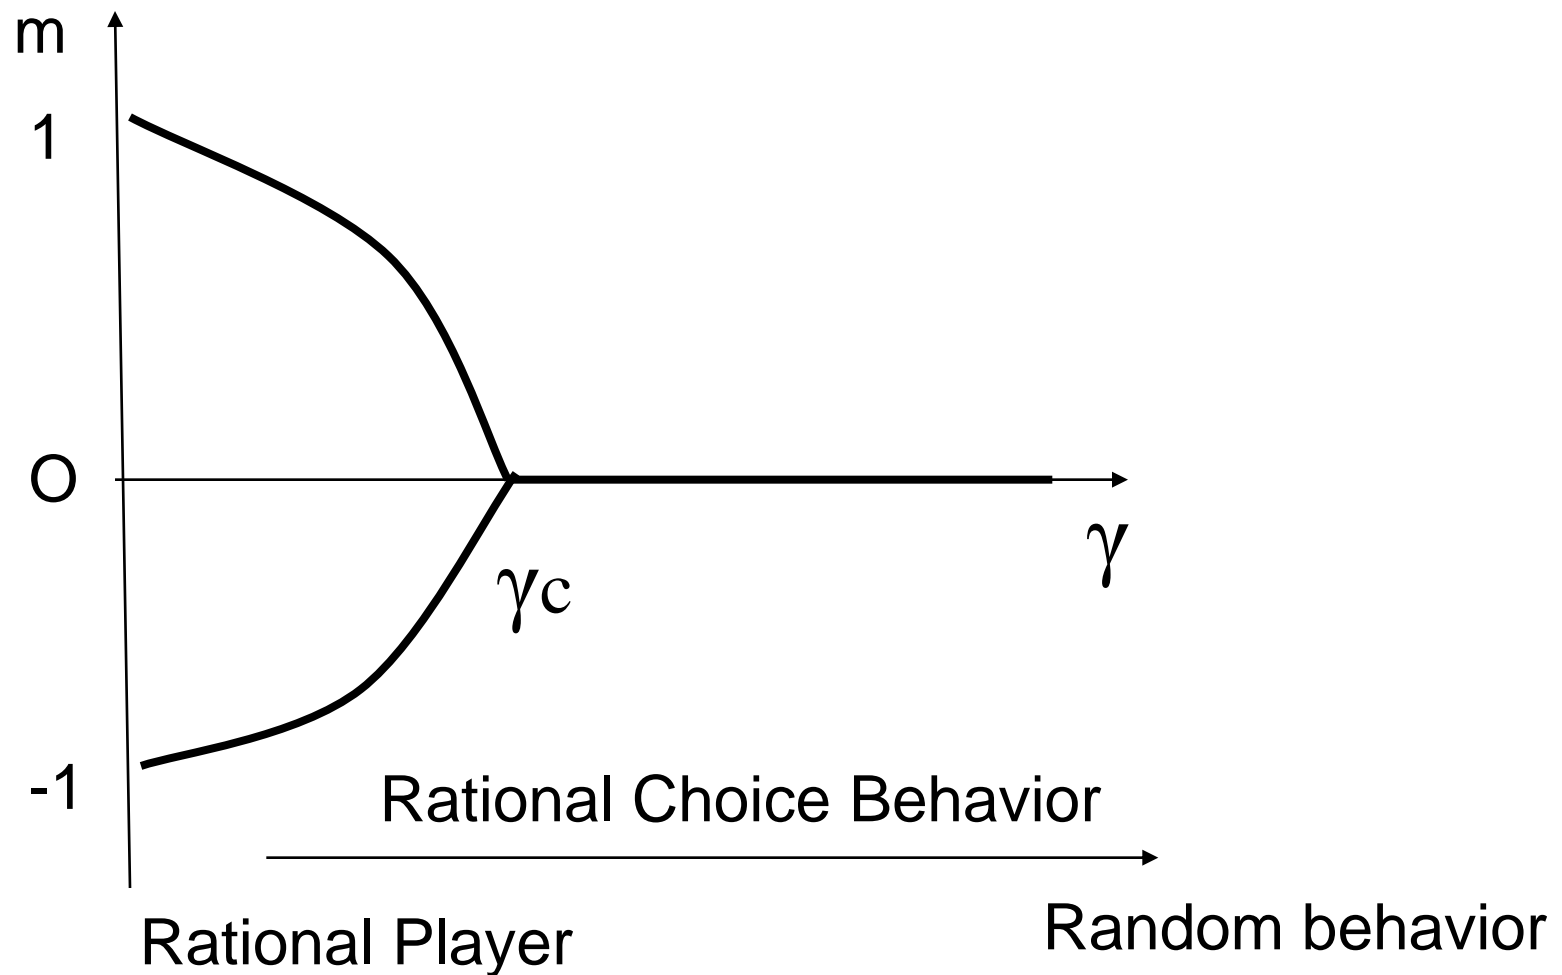 m
1
O
γ
γc
-1
Rational Choice Behavior
Rational Player
Random behavior